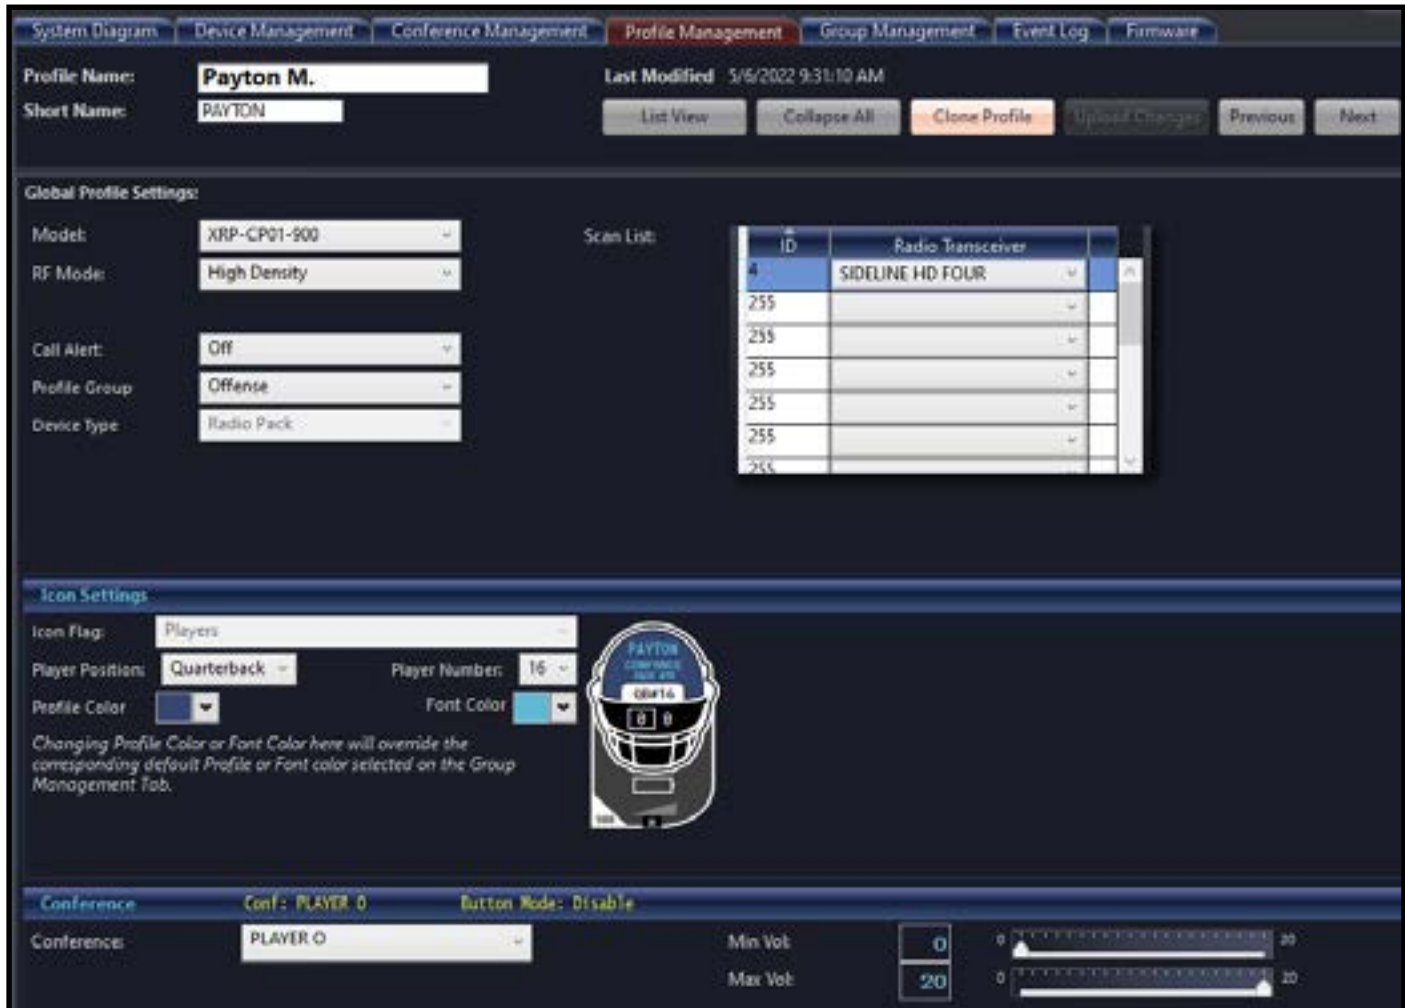 System Diagram Device Management Conference Management Profile Management Group Management Event Log Firmware
Profile Name: Payton M. Last Modified 5/6/2022 9:31:10 AM
Short Name: PAYTON
List View Collapse All Clone Profile Upload Changes Previous Next
Global Profile Settings:
Model: XRP-CP01-900 Scan List: ID Radio Transceiver
RF Mode: High Density 4 SIDELINE HD FOUR
255
255
Call Alert: Off
255
Profile Group Offense
255
Device Type Radio Pack
255
255
Icon Settings
Icon Flag: Players
Player Position: Quarterback Player Number: 16
Profile Color Font Color
Changing Profile Color or Font Color here will override the
corresponding default Profile or Font color selected on the Group
Management Tab.
PAYTON
QB#16
0 0
Conference Conf: PLAYER O Button Mode: Disable
Conference: PLAYER O Min Vol: 0 0 20
Max Vol: 20 0 20